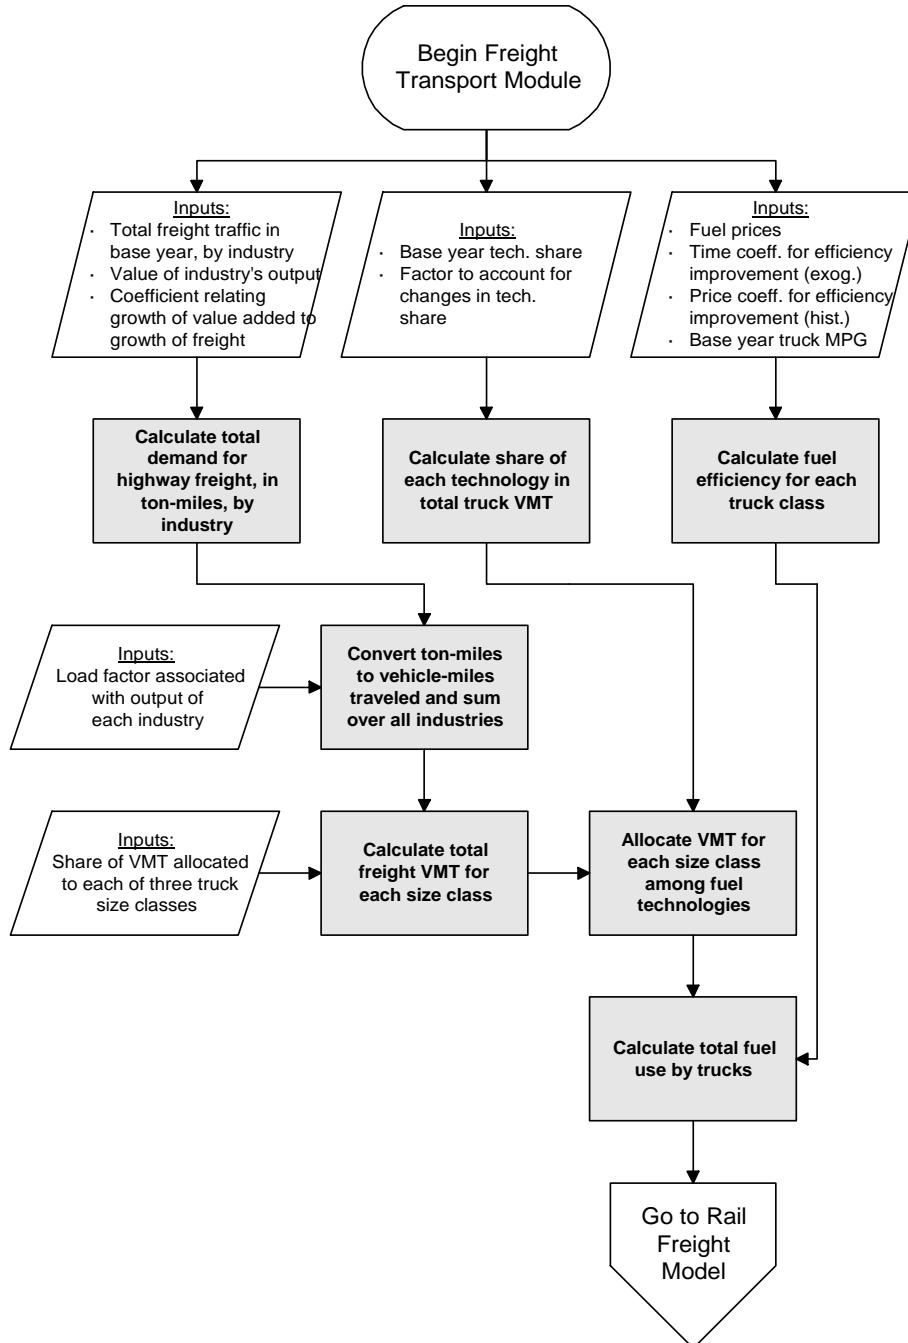 Begin Freight
Transport Module
Inputs:
· Total freight traffic in
base year, by industry
· Value of industry's output
· Coefficient relating
growth of value added to
growth of freight
Inputs:
· Base year tech. share
· Factor to account for
changes in tech.
share
Inputs:
· Fuel prices
· Time coeff. for efficiency
improvement (exog.)
· Price coeff. for efficiency
improvement (hist.)
· Base year truck MPG
Calculate total
demand for
highway freight, in
ton-miles, by
industry
Calculate share of
each technology in
total truck VMT
Calculate fuel
efficiency for each
truck class
Inputs:
Load factor associated
with output of
each industry
Convert ton-miles
to vehicle-miles
traveled and sum
over all industries
Inputs:
Share of VMT allocated
to each of three truck
size classes
Calculate total
freight VMT for
each size class
Allocate VMT for
each size class
among fuel
technologies
Calculate total fuel
use by trucks
Go to Rail
Freight
Model